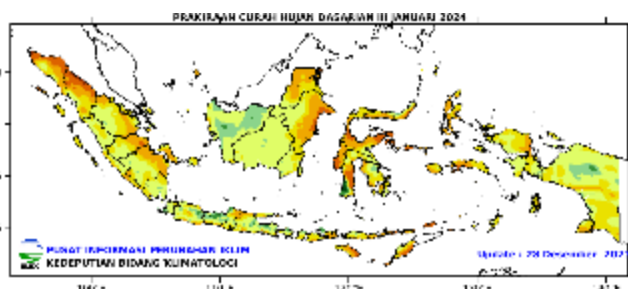 PRAKIRAAN CURAH HUJAN DASARIAN III JANUARI 2024
PUSAT INFORMASI PERUBAHAN IKLIM
KEDEPUTIAN BIDANG KLIMATOLOGI
Update : 28 Desember